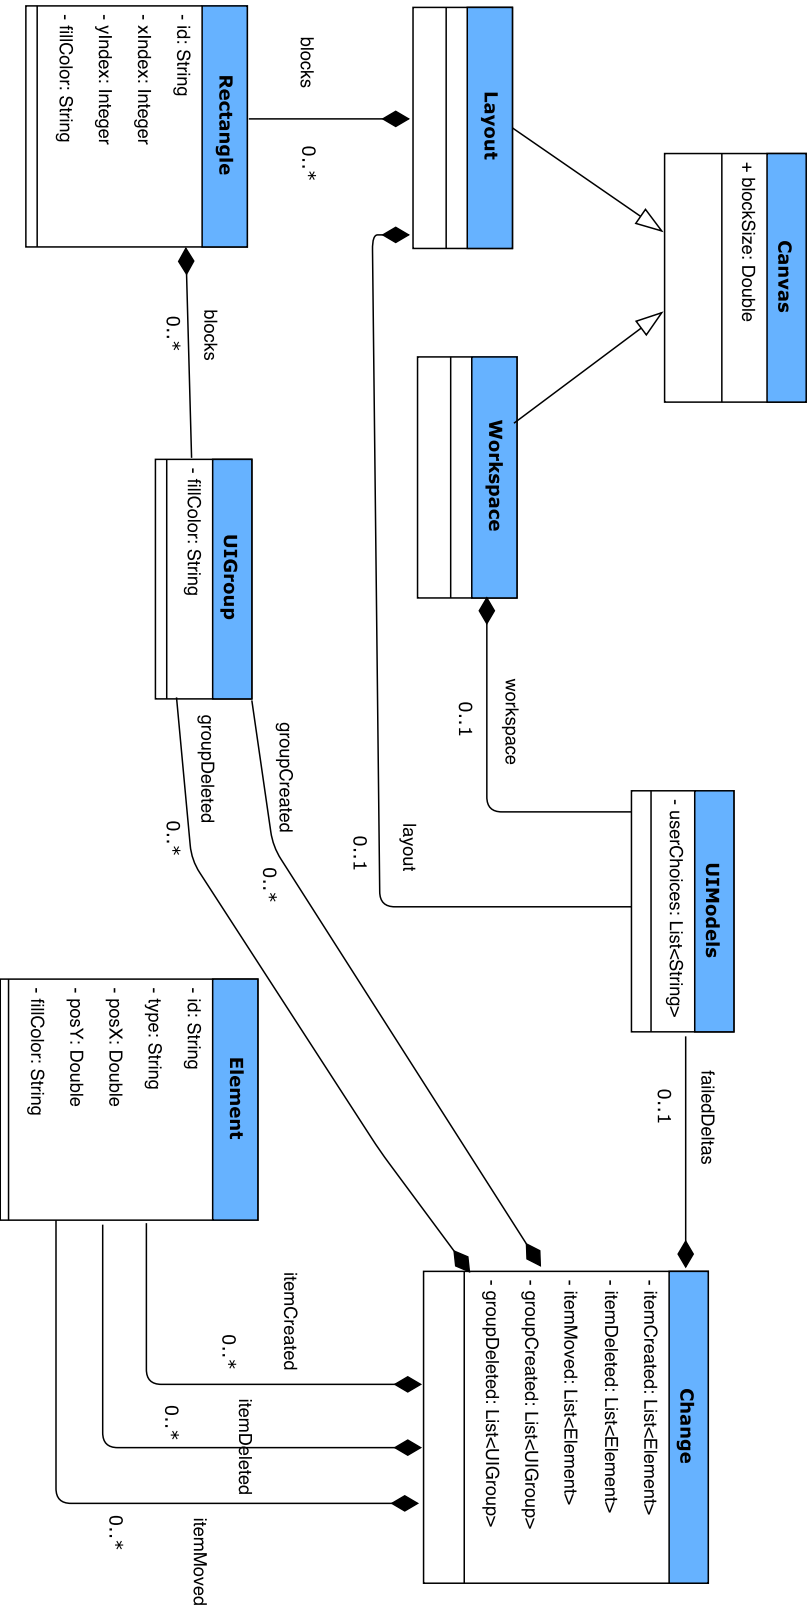 Canvas
+ blockSize: Double
Layout
Workspace
Rectangle
- id: String
- xIndex: Integer
- yIndex: Integer
- fillColor: String
blocks
0..*
blocks
0..*
UIGroup
- fillColor: String
workspace
0..1
layout
0..1
UIModels
- userChoices: List<String>
failedDeltas
0..1
groupCreated
0..*
groupDeleted
0..*
Element
- id: String
- type: String
- posX: Double
- posY: Double
- fillColor: String
Change
- itemCreated: List<Element>
- itemDeleted: List<Element>
- itemMoved: List<Element>
- groupCreated: List<UIGroup>
- groupDeleted: List<UIGroup>
itemCreated
0..*
itemDeleted
0..*
itemMoved
0..*